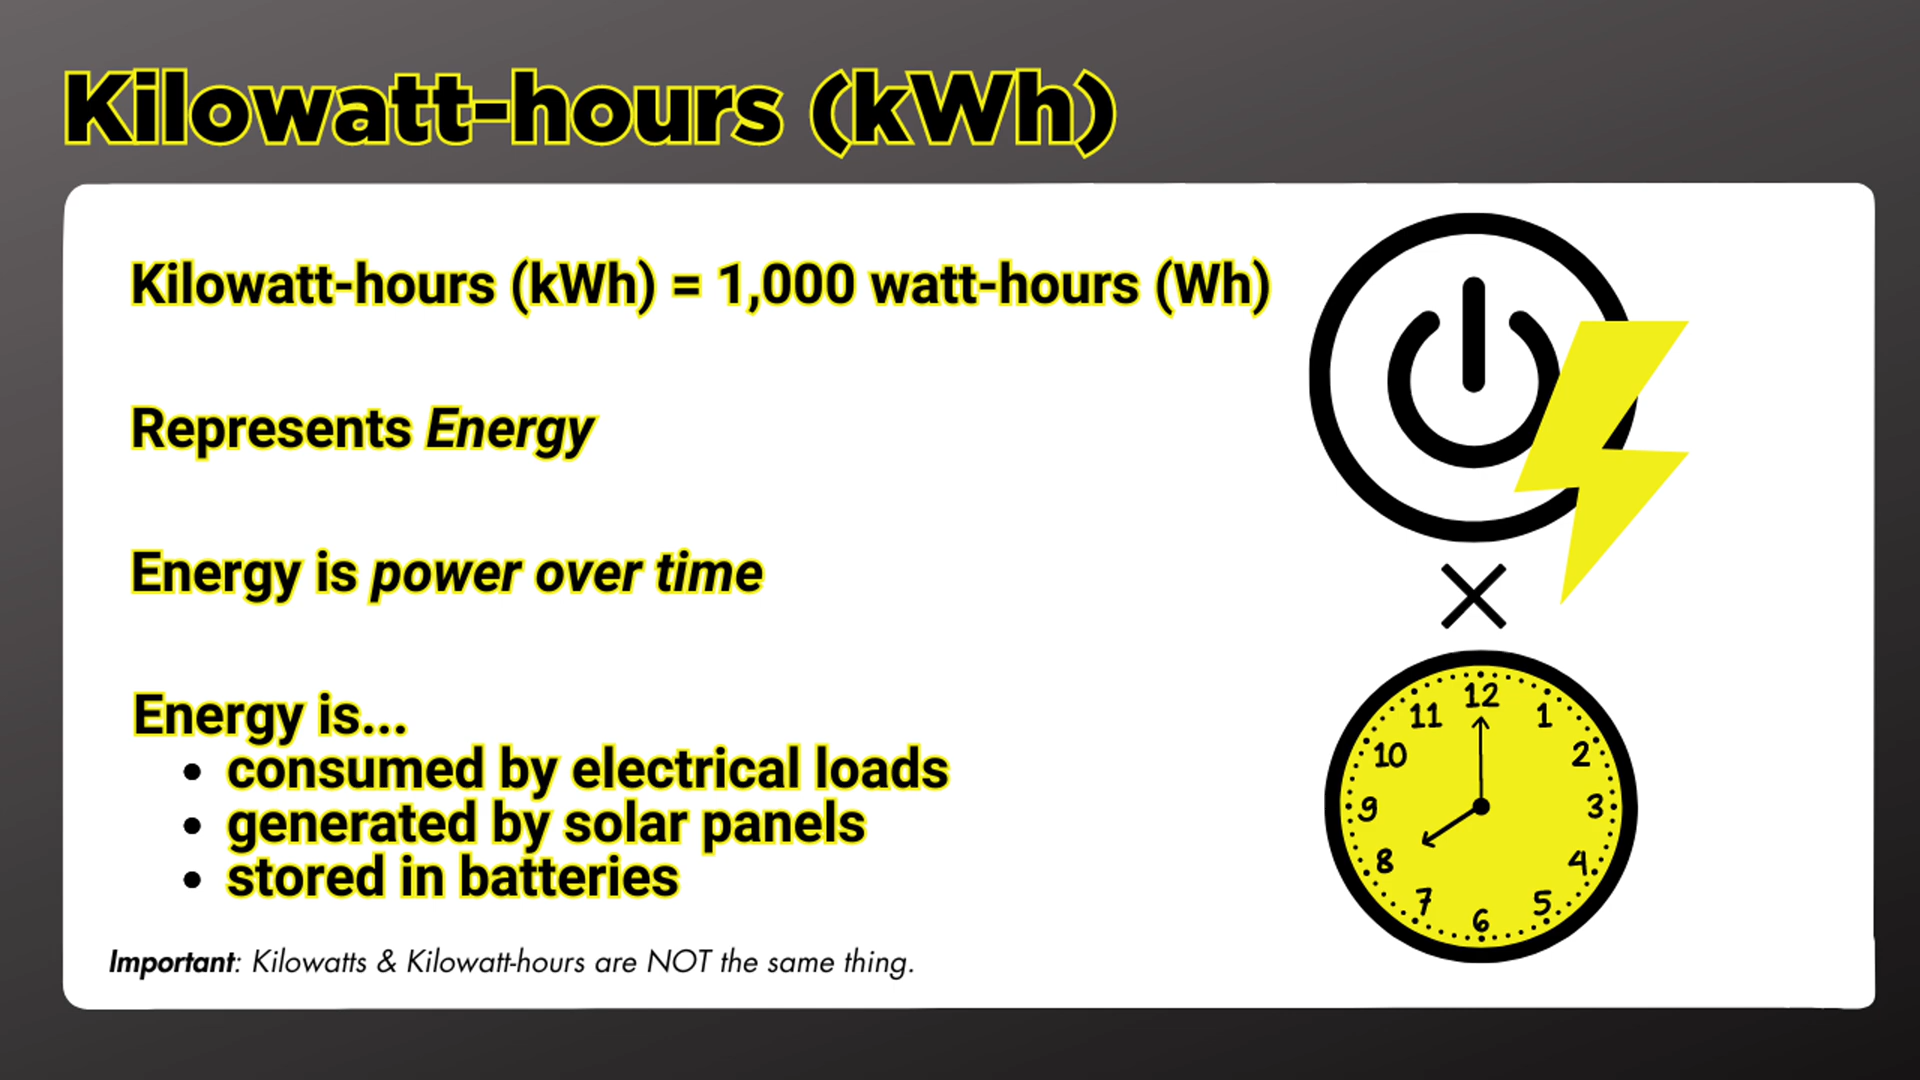 Kilowatt-hours (kWh)
Kilowatt-hours (kWh) = 1,000 watt-hours (Wh)
Represents Energy
Energy is power over time
Energy is...
• consumed by electrical loads
• generated by solar panels
• stored in batteries
Important: Kilowatts & Kilowatt-hours are NOT the same thing.
12
11
1
10
2
9
3
8
4
7
5
6